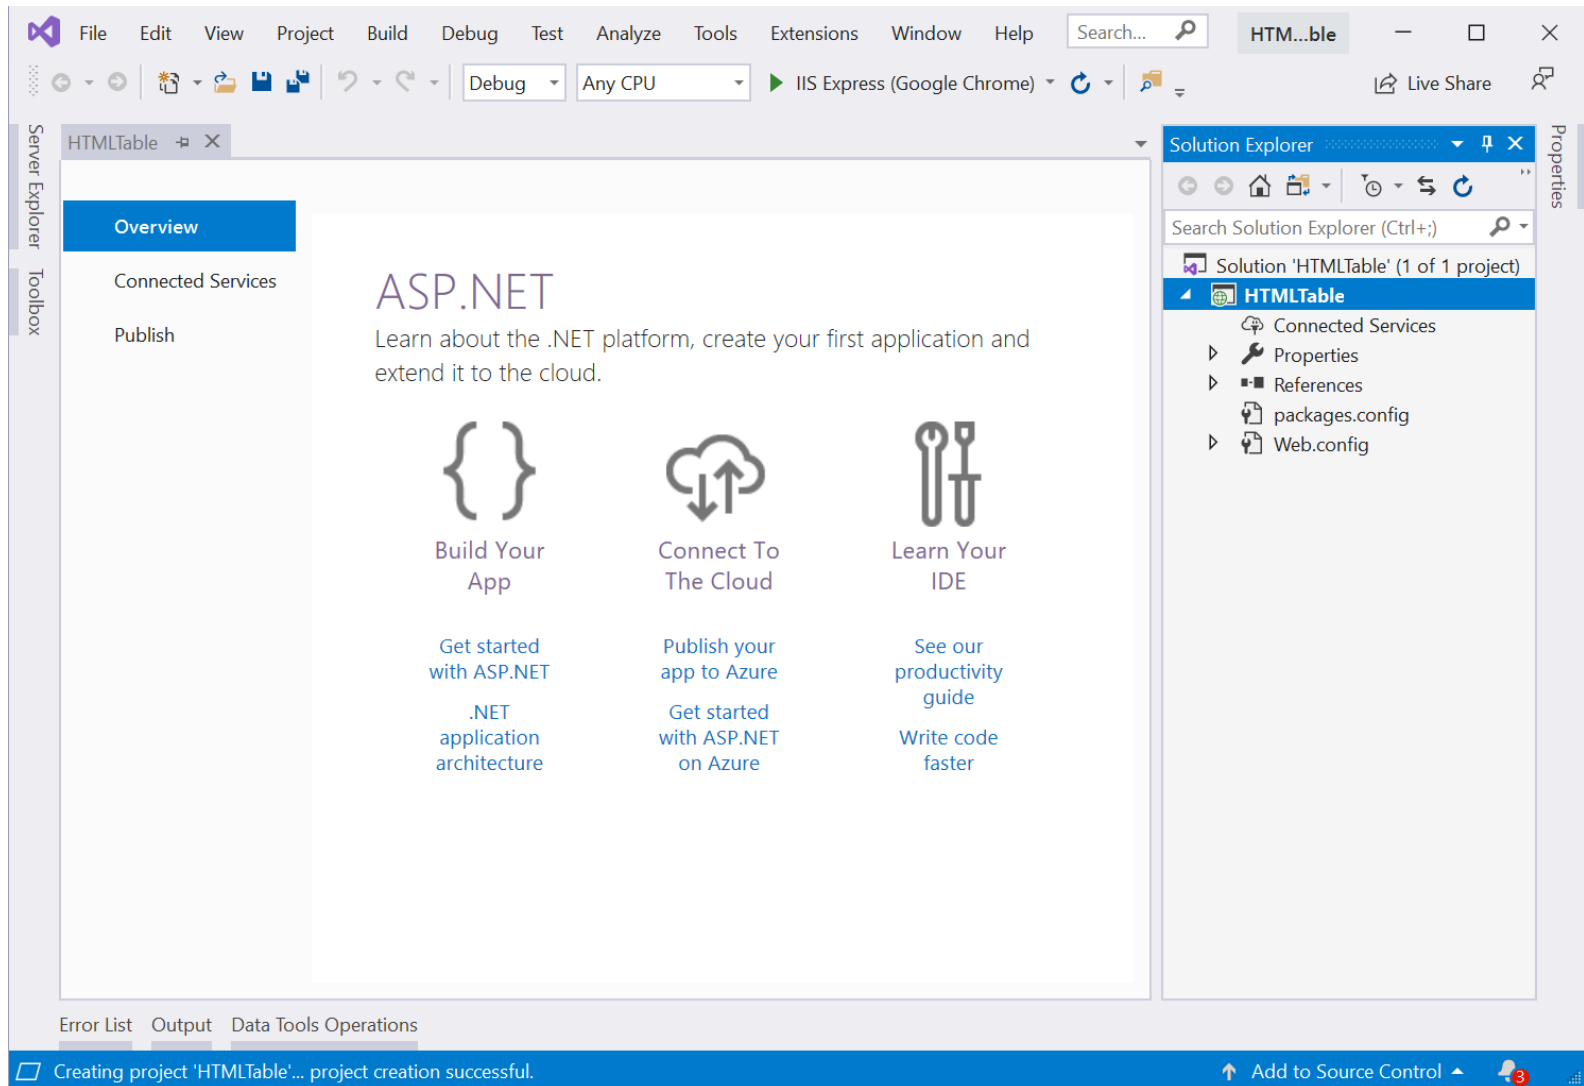 File Edit View Project Build Debug Test Analyze Tools Extensions Window Help Search... HTM...ble
Debug Any CPU IIS Express (Google Chrome) Live Share
Server Explorer
Toolbox
HTMLTable
Overview
Connected Services
Publish
ASP.NET
Learn about the .NET platform, create your first application and
extend it to the cloud.
Build Your
App
Get started
with ASP.NET
.NET
application
architecture
Connect To
The Cloud
Publish your
app to Azure
Get started
with ASP.NET
on Azure
Learn Your
IDE
See our
productivity
guide
Write code
faster
Solution Explorer
Search Solution Explorer (Ctrl+;)
Solution 'HTMLTable' (1 of 1 project)
HTMLTable
Connected Services
Properties
References
packages.config
Web.config
Properties
Error List Output Data Tools Operations
Creating project 'HTMLTable'... project creation successful. Add to Source Control 3